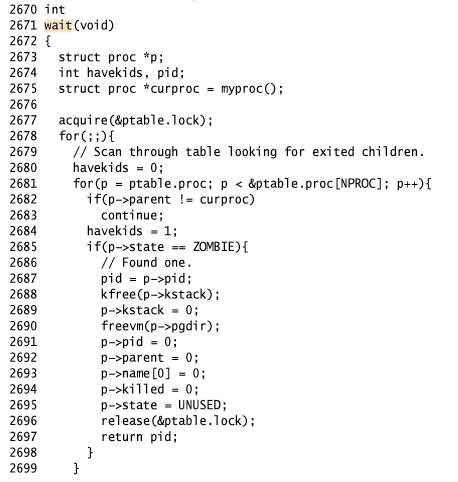 2670 int
2671 wait(void)
2672 {
2673   struct proc *p;
2674   int havekids, pid;
2675   struct proc *curproc = myproc();
2676
2677   acquire(&ptable.lock);
2678   for(;;){
2679     // Scan through table looking for exited children.
2680     havekids = 0;
2681     for(p = ptable.proc; p < &ptable.proc[NPROC]; p++){
2682       if(p->parent != curproc)
2683         continue;
2684       havekids = 1;
2685       if(p->state == ZOMBIE){
2686         // Found one.
2687         pid = p->pid;
2688         kfree(p->kstack);
2689         p->kstack = 0;
2690         freevm(p->pgdir);
2691         p->pid = 0;
2692         p->parent = 0;
2693         p->name[0] = 0;
2694         p->killed = 0;
2695         p->state = UNUSED;
2696         release(&ptable.lock);
2697         return pid;
2698       }
2699     }